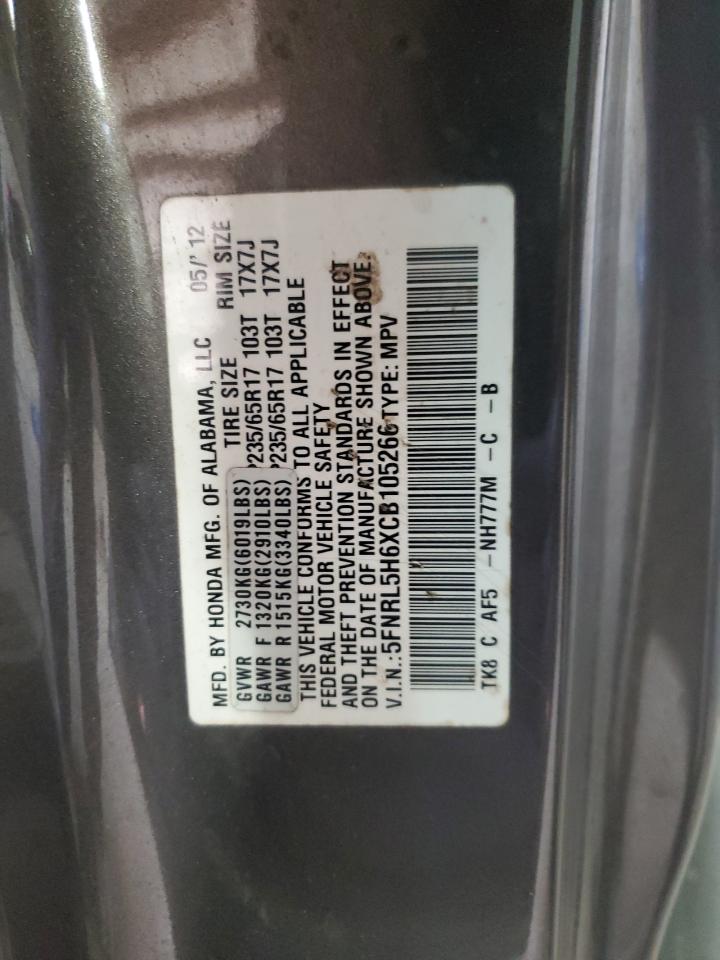 MFD. BY HONDA MFG. OF ALABAMA, LLC 05/'12
TIRE SIZE RIM SIZE
GVWR 2730KG(6019LBS)
GAWR F 1320KG(2910LBS) P235/65R17 103T 17X7J
GAWR R 1515KG(3340LBS) P235/65R17 103T 17X7J
THIS VEHICLE CONFORMS TO ALL APPLICABLE
FEDERAL MOTOR VEHICLE SAFETY
AND THEFT PREVENTION STANDARDS IN EFFECT
ON THE DATE OF MANUFACTURE SHOWN ABOVE.
V.I.N.:5FNRL5H6XCB105266 TYPE: MPV
TK8 C AF5 -NH777M -C -B